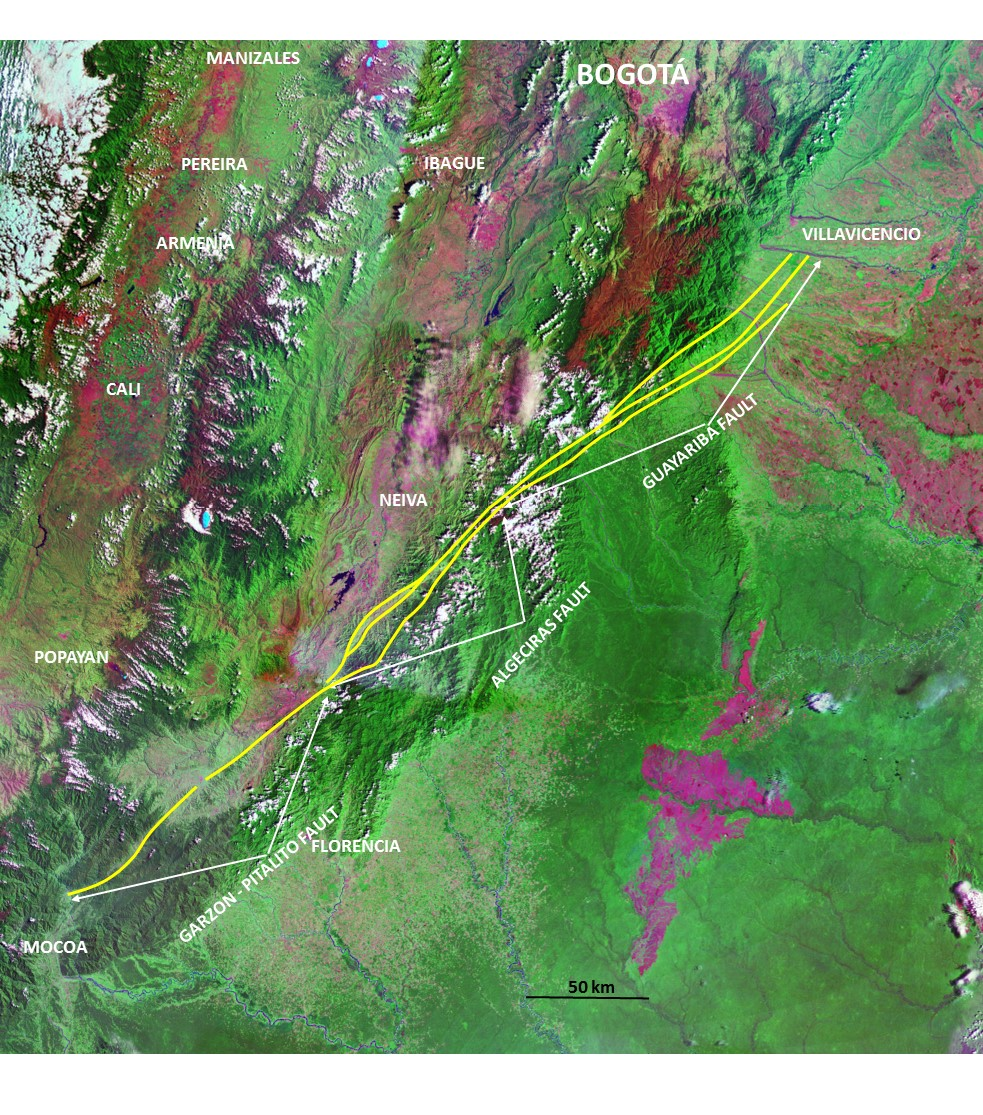 MANIZALES
BOGOTÁ
PEREIRA
IBAGUE
ARMENIA
VILLAVICENCIO
CALI
GUAYARIBA FAULT
NEIVA
ALGECIRAS FAULT
POPAYAN
GARZON - PITALITO FAULT
FLORENCIA
MOCOA
50 km